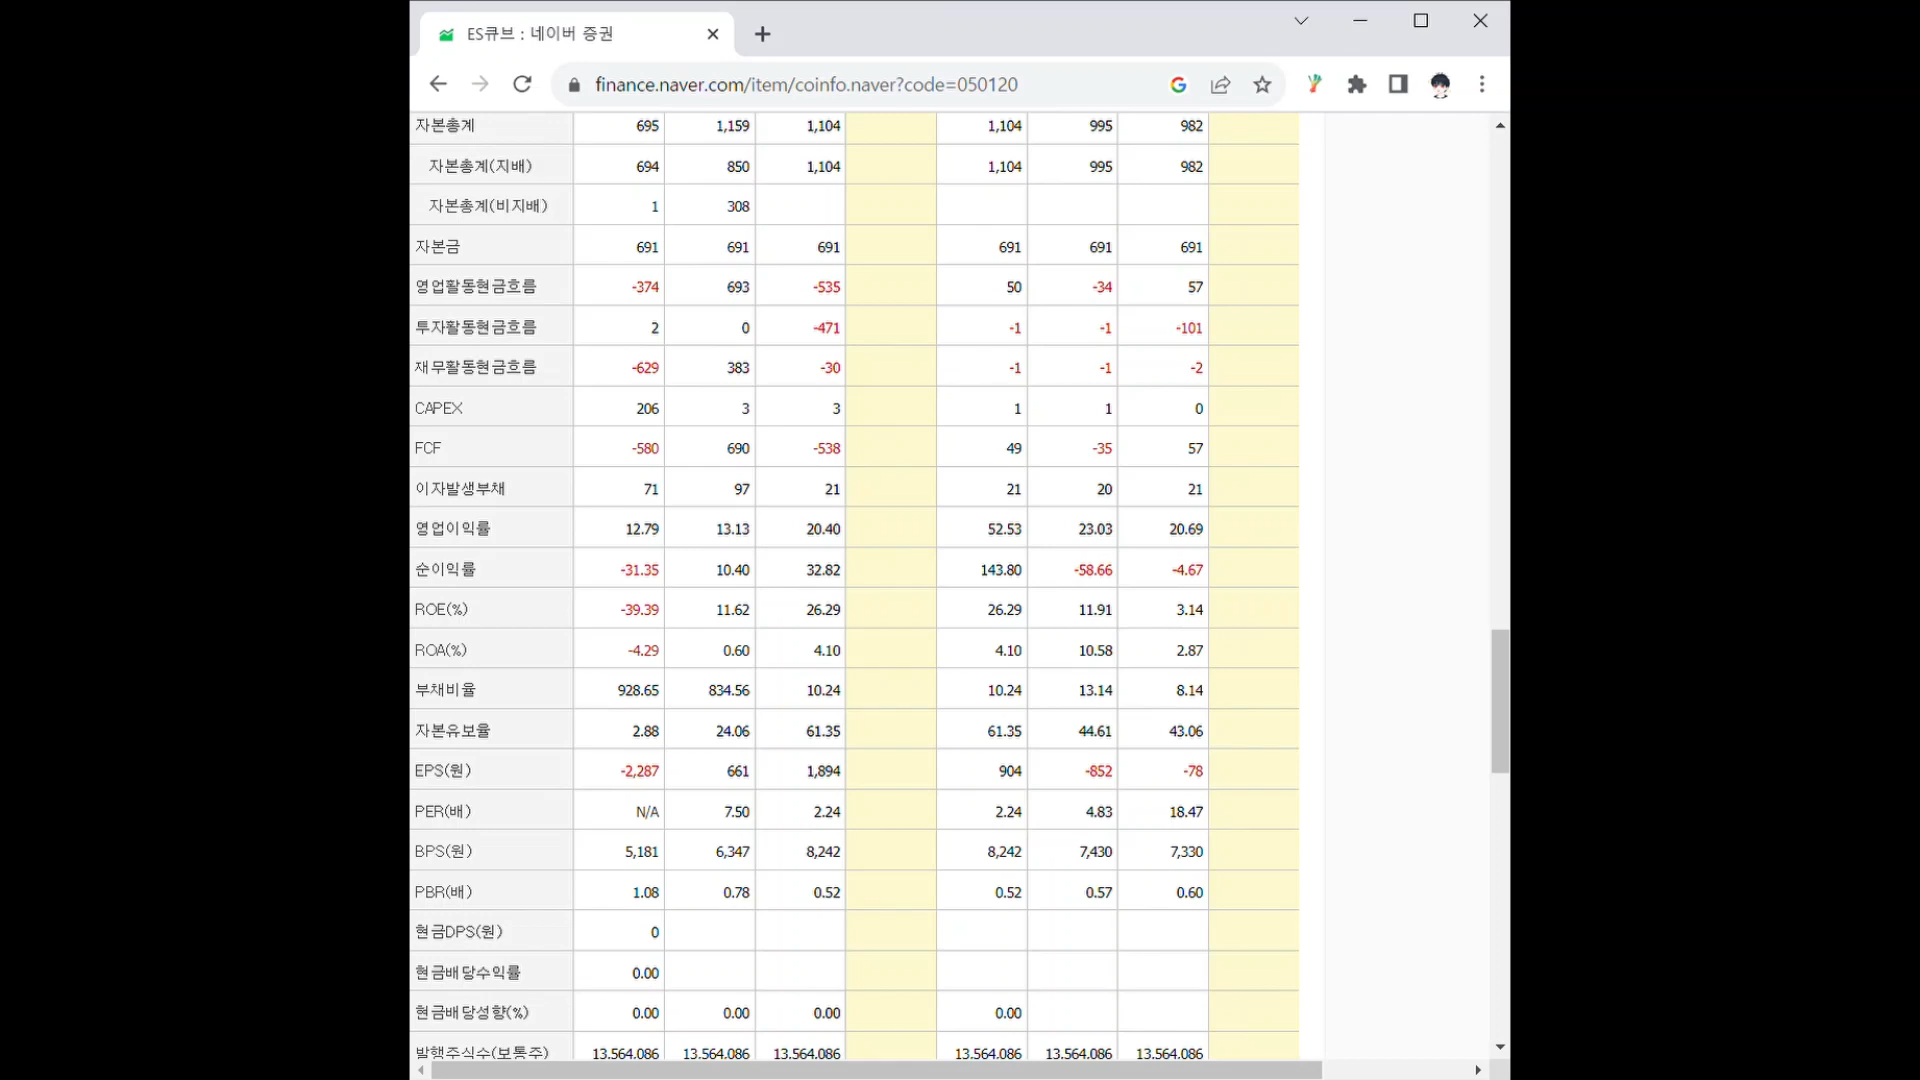 ES큐브 : 네이버 증권
finance.naver.com/item/coinfo.naver?code=050120
자본총계 695 1,159 1,104 1,104 995 982
자본총계(지배) 694 850 1,104 1,104 995 982
자본총계(비지배) 1 308
자본금 691 691 691 691 691 691
영업활동현금흐름 -374 693 -535 50 -34 57
투자활동현금흐름 2 0 -471 -1 -1 -101
재무활동현금흐름 -629 383 -30 -1 -1 -2
CAPEX 206 3 3 1 1 0
FCF -580 690 -538 49 -35 57
이자발생부채 71 97 21 21 20 21
영업이익률 12.79 13.13 20.40 52.53 23.03 20.69
순이익률 -31.35 10.40 32.82 143.80 -58.66 -4.67
ROE(%) -39.39 11.62 26.29 26.29 11.91 3.14
ROA(%) -4.29 0.60 4.10 4.10 10.58 2.87
부채비율 928.65 834.56 10.24 10.24 13.14 8.14
자본유보율 2.88 24.06 61.35 61.35 44.61 43.06
EPS(원) -2,287 661 1,894 904 -852 -78
PER(배) N/A 7.50 2.24 2.24 4.83 18.47
BPS(원) 5,181 6,347 8,242 8,242 7,430 7,330
PBR(배) 1.08 0.78 0.52 0.52 0.57 0.60
현금DPS(원) 0
현금배당수익률 0.00
현금배당성향(%) 0.00 0.00 0.00 0.00
발행주식수(보통주) 13,564,086 13,564,086 13,564,086 13,564,086 13,564,086 13,564,086